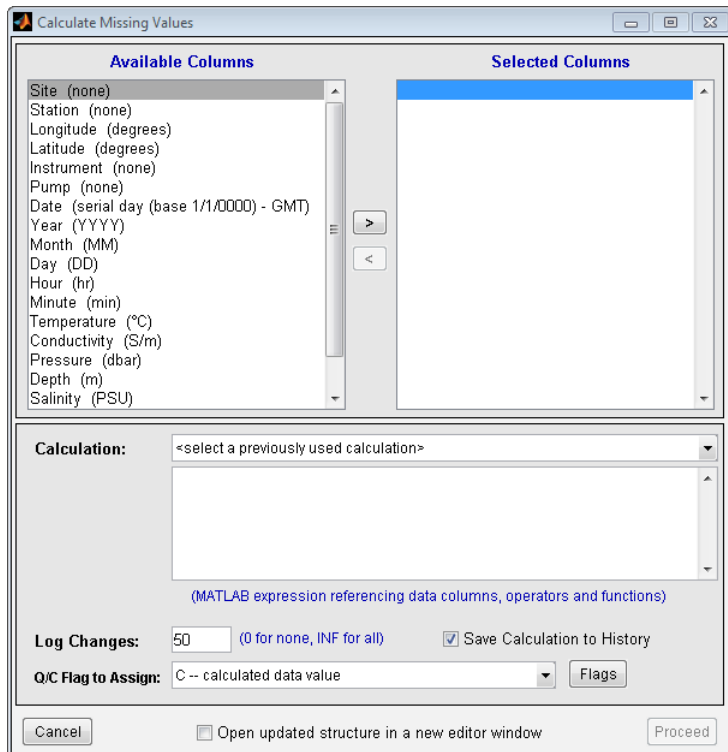 Calculate Missing Values
Available Columns
Selected Columns
Site (none)
Station (none)
Longitude (degrees)
Latitude (degrees)
Instrument (none)
Pump (none)
Date (serial day (base 1/1/0000) - GMT)
Year (YYYY)
Month (MM)
Day (DD)
Hour (hr)
Minute (min)
Temperature (°C)
Conductivity (S/m)
Pressure (dbar)
Depth (m)
Salinity (PSU)
>
<
Calculation:
<select a previously used calculation>
(MATLAB expression referencing data columns, operators and functions)
Log Changes:
50
(0 for none, INF for all)
Save Calculation to History
Q/C Flag to Assign:
C -- calculated data value
Flags
Cancel
Open updated structure in a new editor window
Proceed